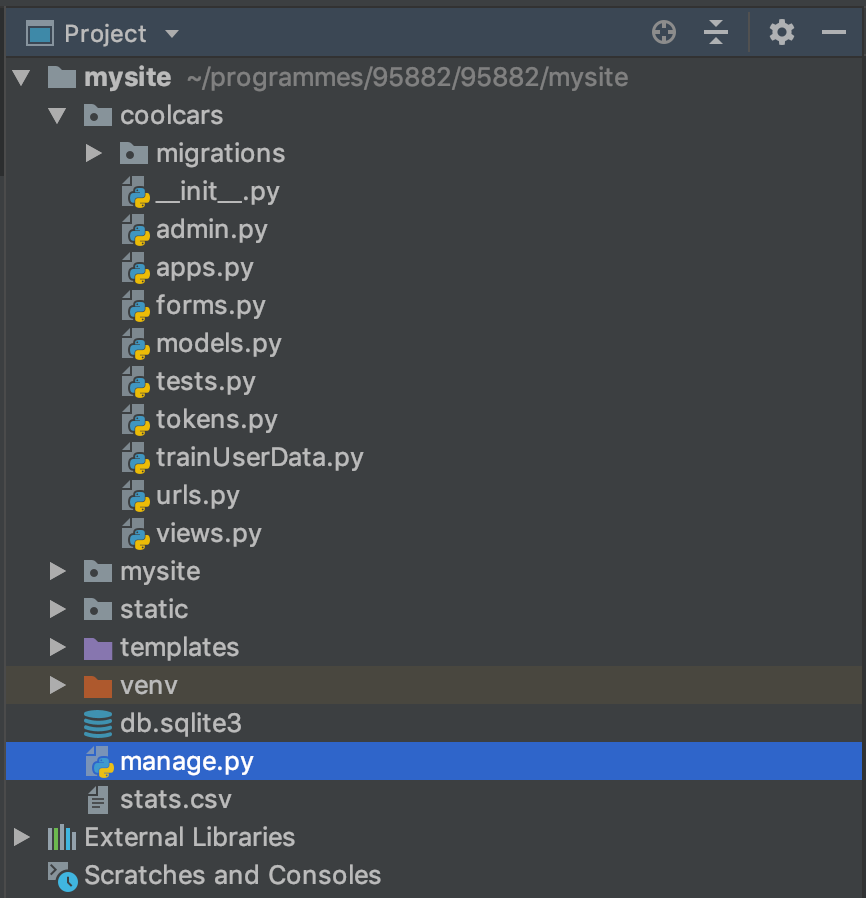 Project
mysite ~/programmes/95882/95882/mysite
coolcars
migrations
__init__.py
admin.py
apps.py
forms.py
models.py
tests.py
tokens.py
trainUserData.py
urls.py
views.py
mysite
static
templates
venv
db.sqlite3
manage.py
stats.csv
External Libraries
Scratches and Consoles